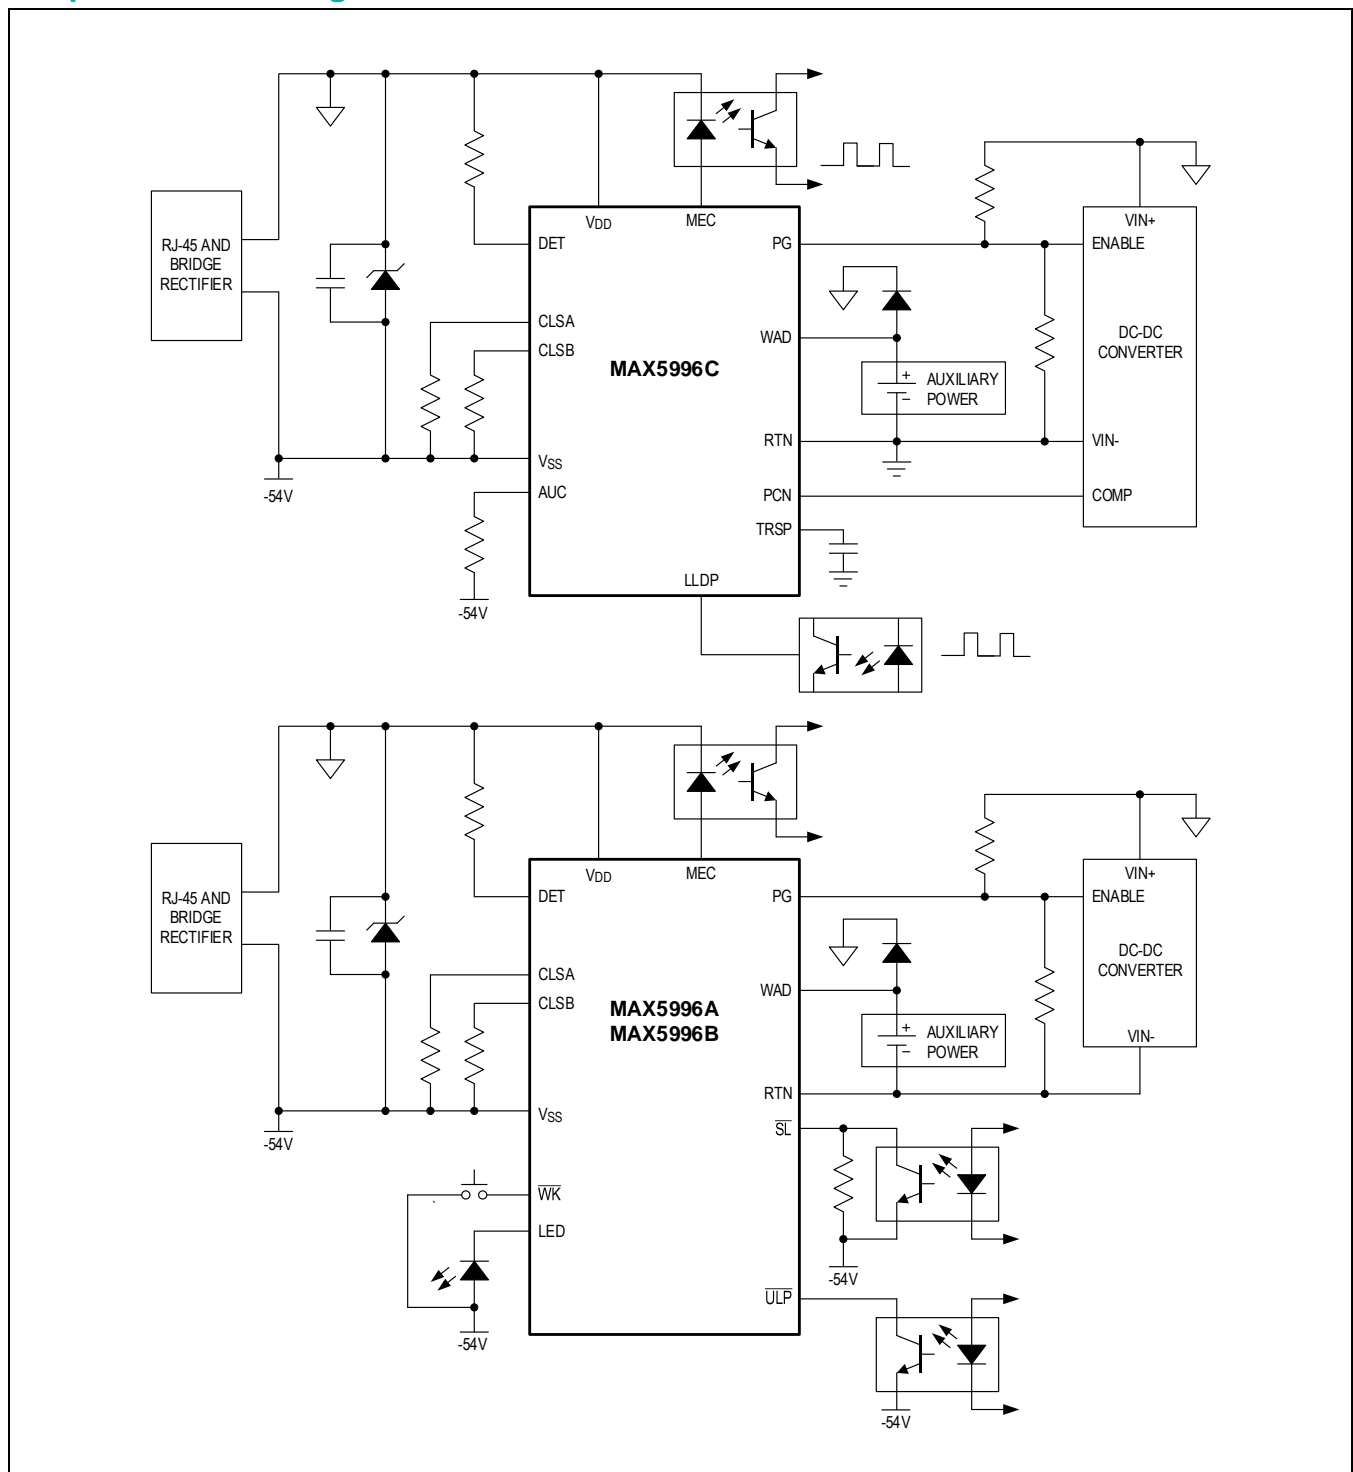 RJ-45 AND
BRIDGE
RECTIFIER
VDD
MEC
DET
PG
VIN+
ENABLE
CLSA
CLSB
WAD
MAX5996C
+
−
AUXILIARY
POWER
DC-DC
CONVERTER
RTN
VIN-
VSS
-54V
AUC
PCN
COMP
TRSP
-54V
LLDP
RJ-45 AND
BRIDGE
RECTIFIER
VDD
MEC
DET
PG
VIN+
ENABLE
CLSA
CLSB
WAD
MAX5996A
MAX5996B
+
−
AUXILIARY
POWER
DC-DC
CONVERTER
VIN-
RTN
VSS
-54V
S̅L̅
W̅K̅
LED
-54V
-54V
U̅L̅P̅
-54V